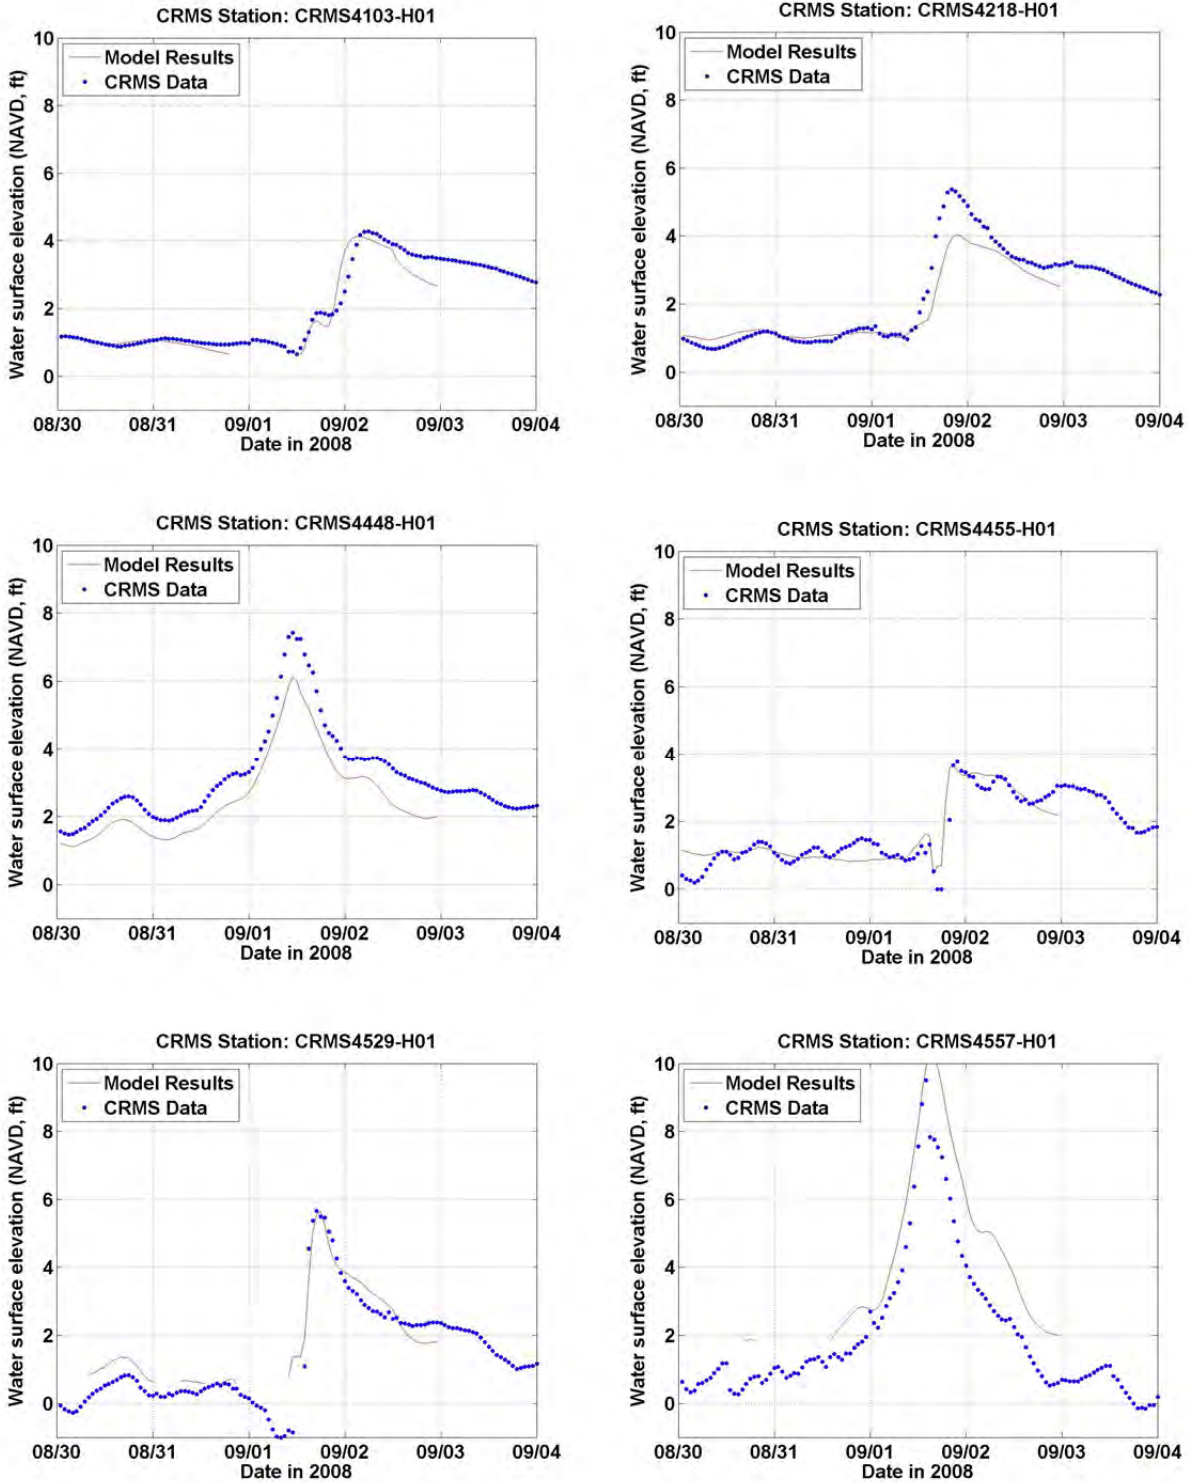 CRMS Station: CRMS4103-H01
Water surface elevation (NAVD, ft)
10
8
6
4
2
0
Model Results
CRMS Data
08/30 08/31 09/01 09/02 09/03 09/04
Date in 2008
CRMS Station: CRMS4218-H01
Water surface elevation (NAVD, ft)
10
8
6
4
2
0
Model Results
CRMS Data
08/30 08/31 09/01 09/02 09/03 09/04
Date in 2008
CRMS Station: CRMS4448-H01
Water surface elevation (NAVD, ft)
10
8
6
4
2
0
Model Results
CRMS Data
08/30 08/31 09/01 09/02 09/03 09/04
Date in 2008
CRMS Station: CRMS4455-H01
Water surface elevation (NAVD, ft)
10
8
6
4
2
0
Model Results
CRMS Data
08/30 08/31 09/01 09/02 09/03 09/04
Date in 2008
CRMS Station: CRMS4529-H01
Water surface elevation (NAVD, ft)
10
8
6
4
2
0
Model Results
CRMS Data
08/30 08/31 09/01 09/02 09/03 09/04
Date in 2008
CRMS Station: CRMS4557-H01
Water surface elevation (NAVD, ft)
10
8
6
4
2
0
Model Results
CRMS Data
08/30 08/31 09/01 09/02 09/03 09/04
Date in 2008